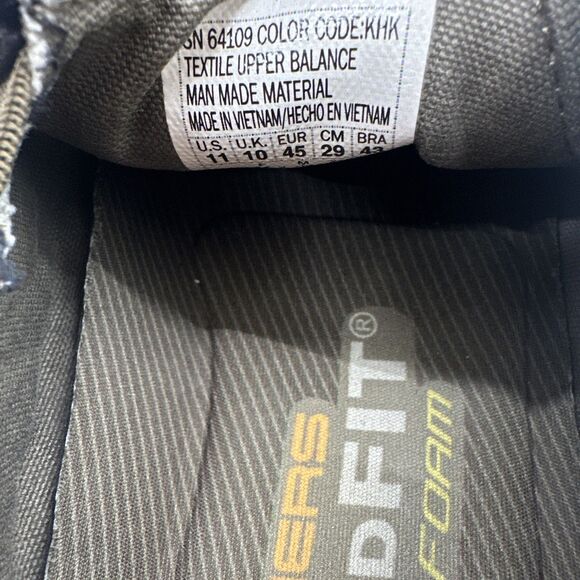 SN 64109 COLOR CODE:KHK
TEXTILE UPPER BALANCE
MAN MADE MATERIAL
MADE IN VIETNAM/HECHO EN VIETNAM
U.S. U.K. EUR CM BRA
11 10 45 29 43
ERS
DFIT®
FOAM